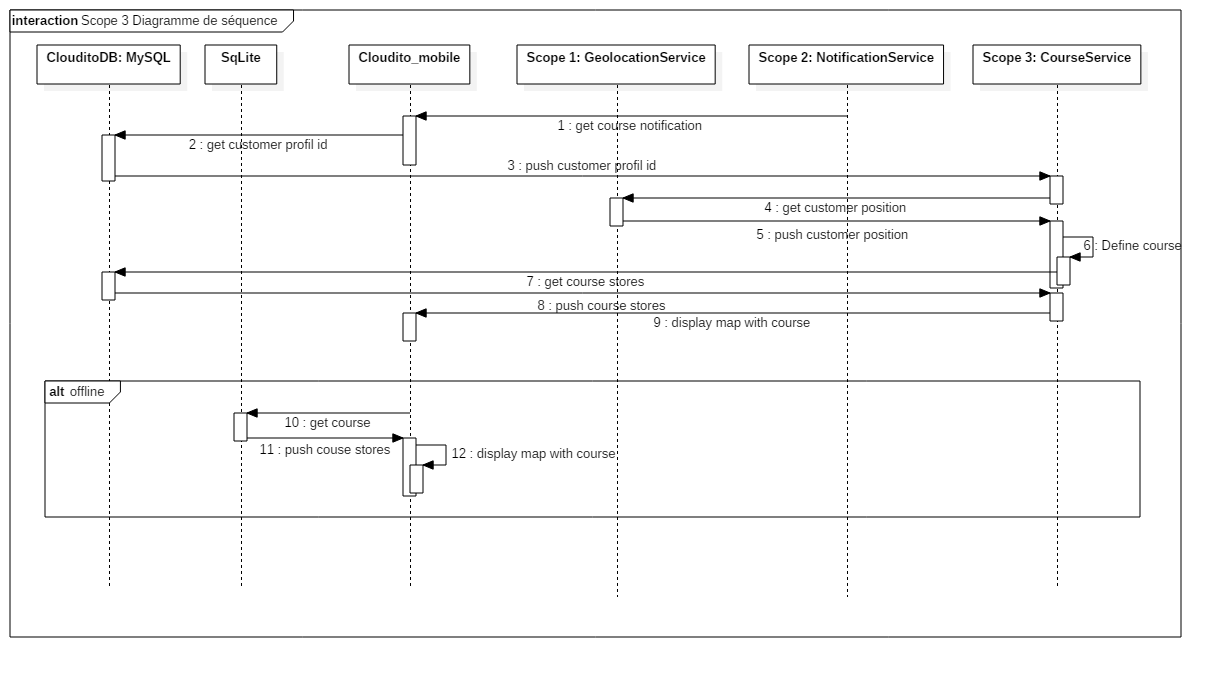 interaction Scope 3 Diagramme de séquence
ClouditoDB: MySQL
SqLite
Cloudito_mobile
Scope 1: GeolocationService
Scope 2: NotificationService
Scope 3: CourseService
1 : get course notification
2 : get customer profil id
3 : push customer profil id
4 : get customer position
5 : push customer position
6 : Define course
7 : get course stores
8 : push course stores
9 : display map with course
alt offline
10 : get course
11 : push couse stores
12 : display map with course